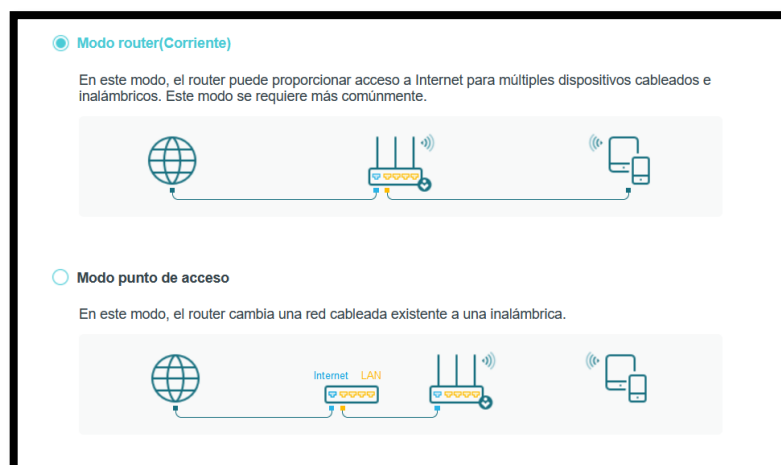 Modo router(Corriente)
En este modo, el router puede proporcionar acceso a Internet para múltiples dispositivos cableados e
inalámbricos. Este modo se requiere más comúnmente.
Modo punto de acceso
En este modo, el router cambia una red cableada existente a una inalámbrica.
Internet LAN